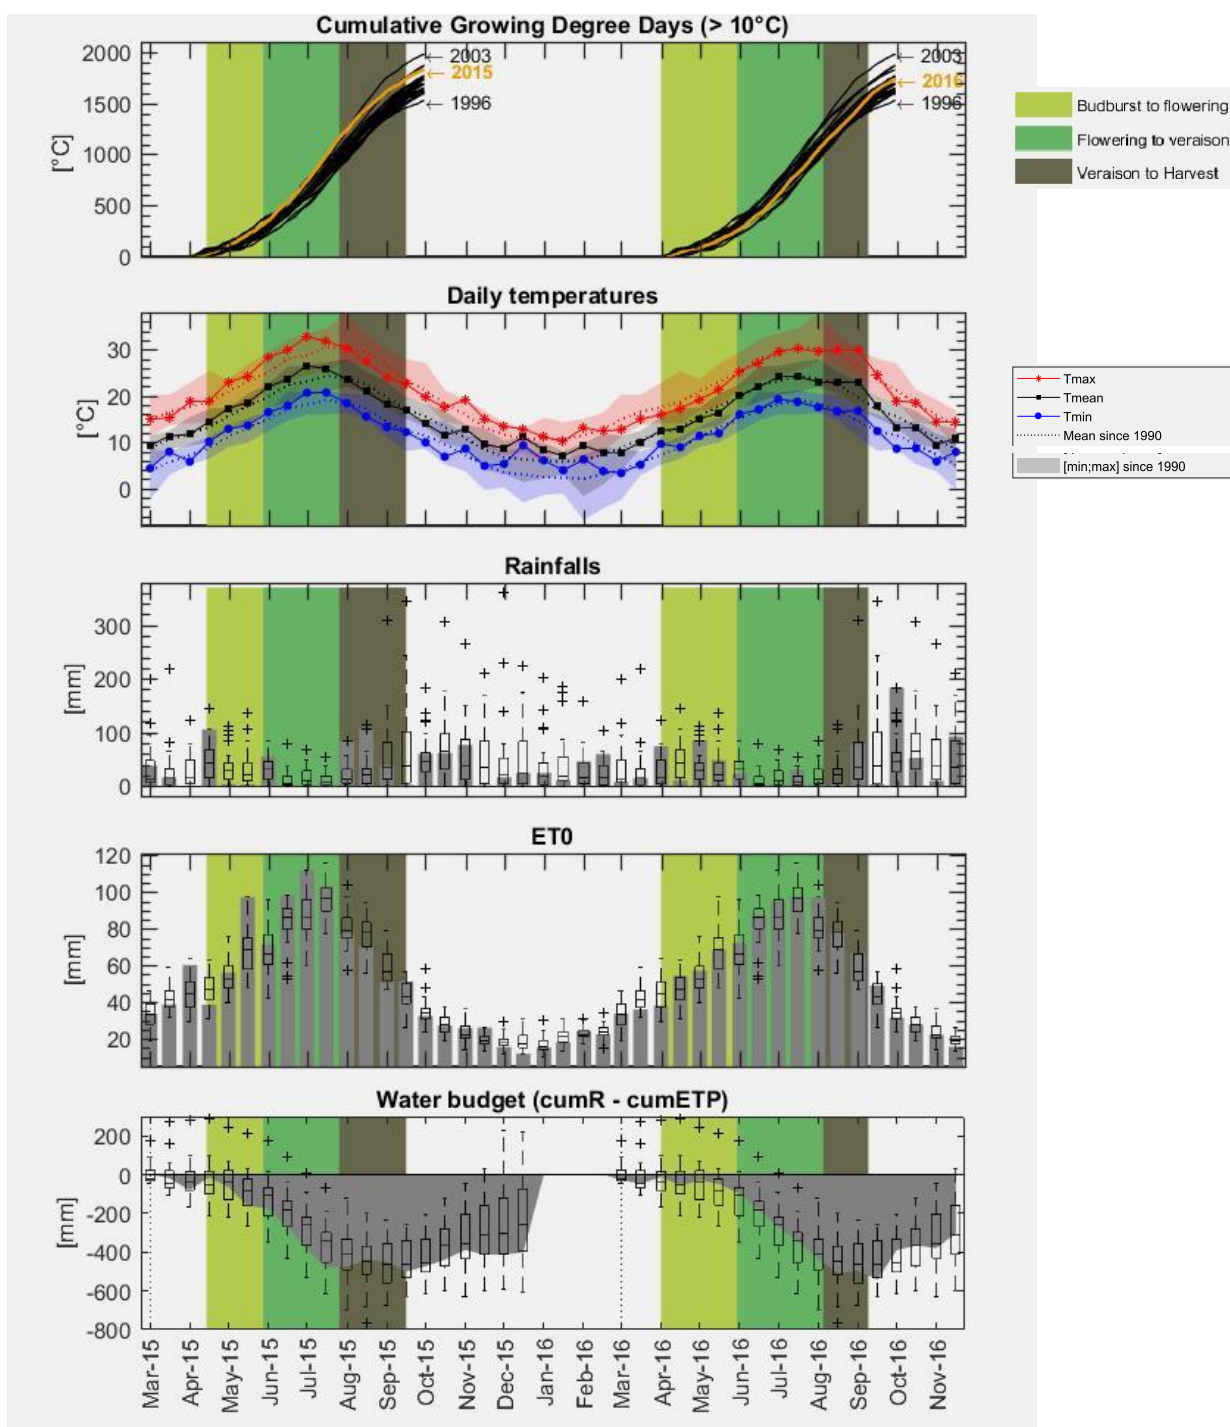 Cumulative Growing Degree Days (> 10°C)
[°C]
2000
1500
1000
500
0
← 2003
← 2015
← 1996
← 2003
← 2016
← 1996
Budburst to flowering
Flowering to veraison
Veraison to Harvest
Daily temperatures
[°C]
30
20
10
0
Tmax
Tmean
Tmin
Mean since 1990
[min;max] since 1990
Rainfalls
[mm]
300
200
100
0
ET0
[mm]
120
100
80
60
40
20
Water budget (cumR - cumETP)
[mm]
200
0
-200
-400
-600
-800
Mar-15
Apr-15
May-15
Jun-15
Jul-15
Aug-15
Sep-15
Oct-15
Nov-15
Dec-15
Jan-16
Feb-16
Mar-16
Apr-16
May-16
Jun-16
Jul-16
Aug-16
Sep-16
Oct-16
Nov-16